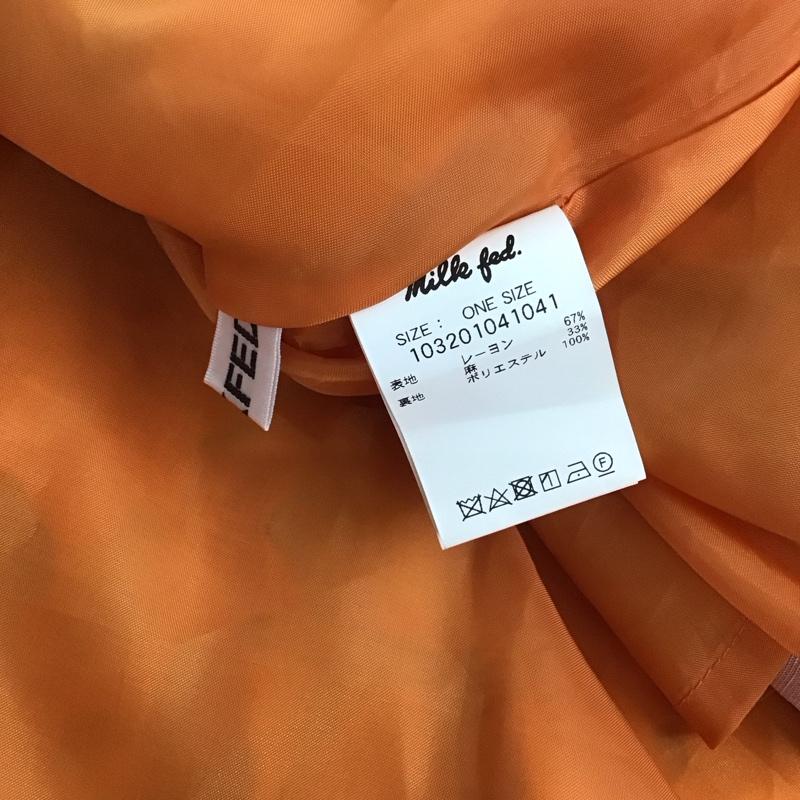 Milk fed.
SIZE : ONE SIZE
103201041041
表地 レーヨン 67%
麻 33%
裏地 ポリエステル 100%
FED
F